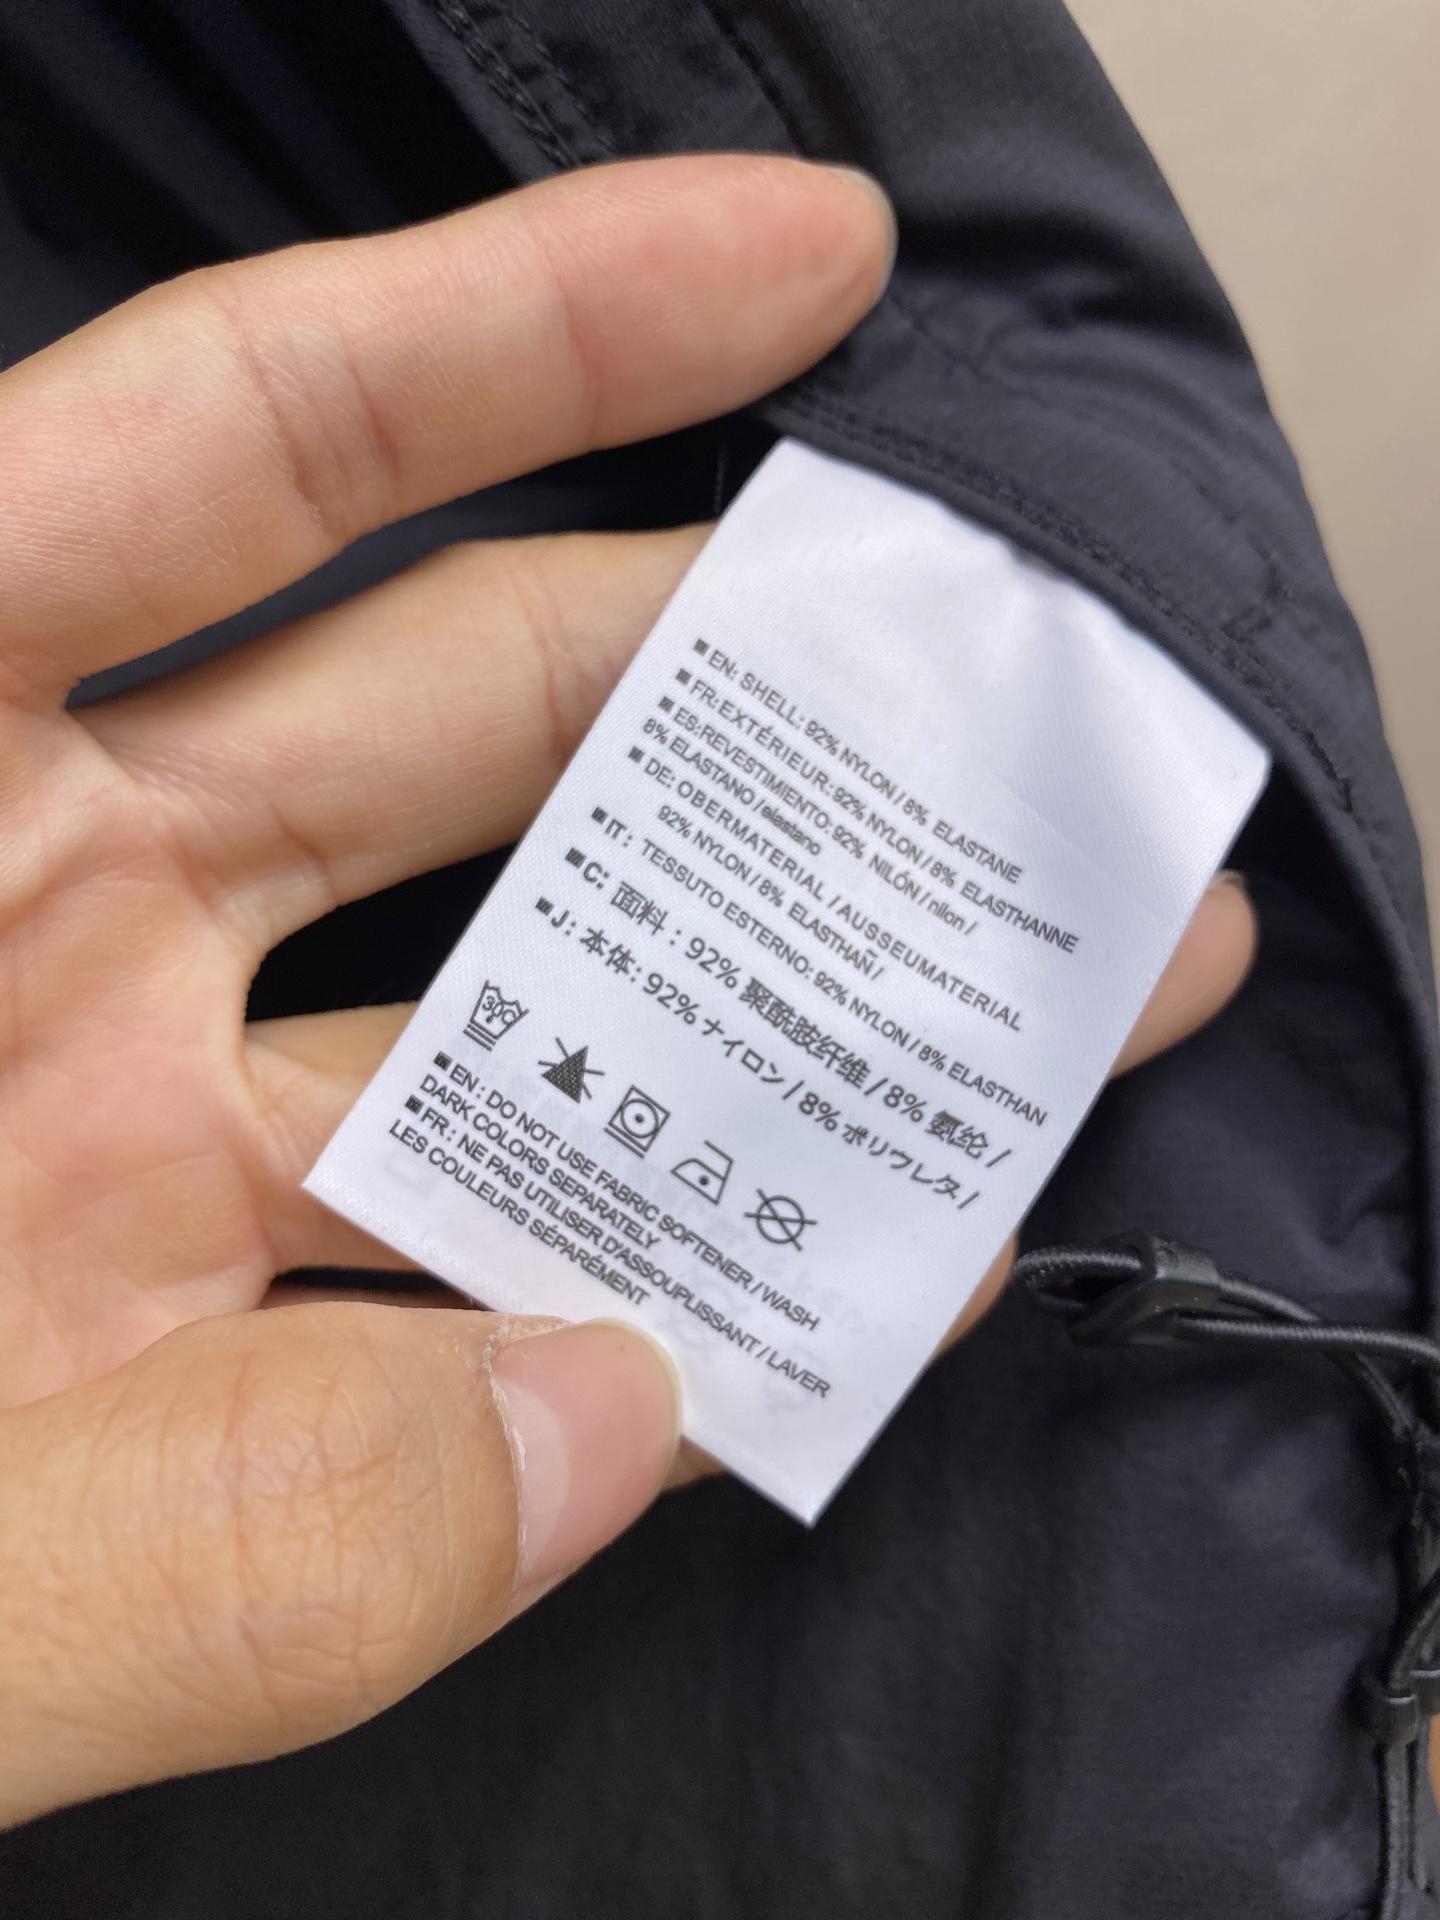 EN: SHELL: 92% NYLON / 8% ELASTANE
FR: EXTÉRIEUR: 92% NYLON / 8% ELASTHANNE
ES: REVESTIMIENTO: 92% NILÓN / nilon /
8% ELASTANO / elastano
DE: OBERMATERIAL / AUSSEUMATERIAL
92% NYLON / 8% ELASTHAÑ /
IT: TESSUTO ESTERNO: 92% NYLON / 8% ELASTHAN
C: 面料: 92% 聚酰胺纤维 / 8% 氨纶 /
J: 本体: 92% ナイロン / 8% ポリウレタ /
30C
EN: DO NOT USE FABRIC SOFTENER / WASH
DARK COLORS SEPARATELY
FR: NE PAS UTILISER D'ASSOUPLISSANT / LAVER
LES COULEURS SÉPARÉMENT